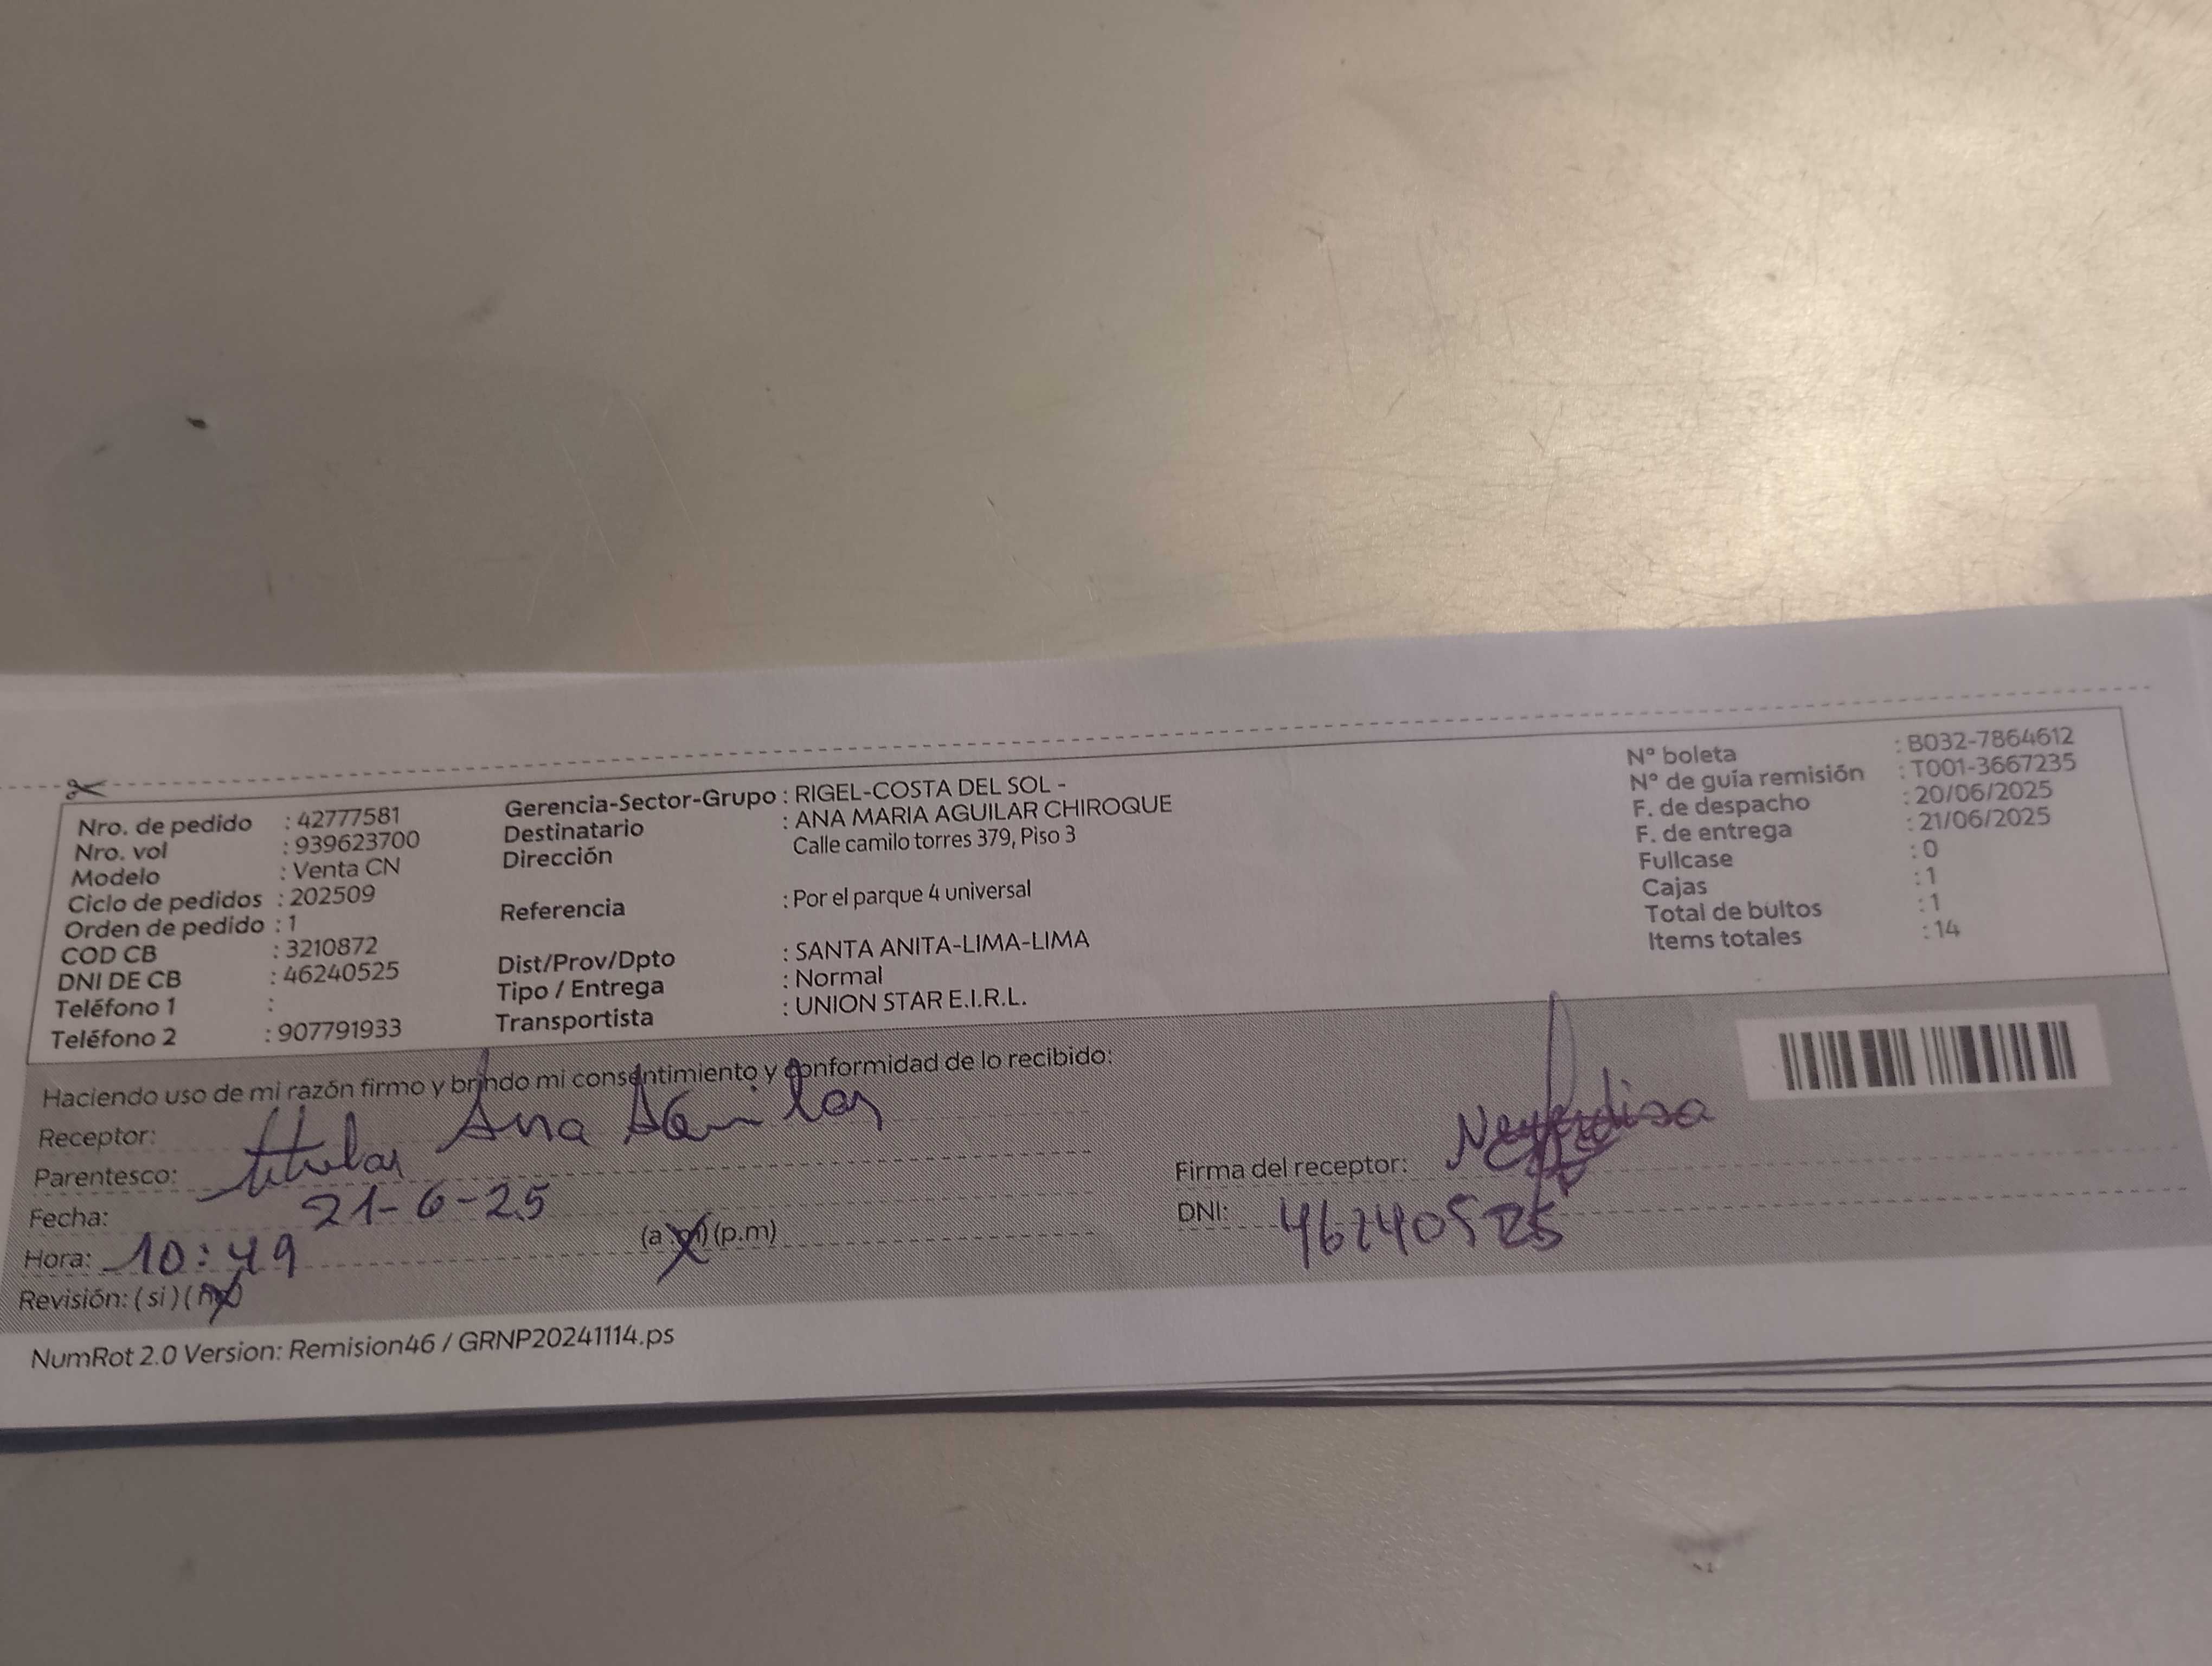 Nro. de pedido : 42777581
Nro. vol : 939623700
Modelo : Venta CN
Ciclo de pedidos : 202509
Orden de pedido : 1
COD CB : 3210872
DNI DE CB : 46240525
Teléfono 1 :
Teléfono 2 : 907791933
Gerencia-Sector-Grupo : RIGEL-COSTA DEL SOL -
Destinatario : ANA MARIA AGUILAR CHIROQUE
Dirección Calle camilo torres 379, Piso 3
Referencia : Por el parque 4 universal
Dist/Prov/Dpto : SANTA ANITA-LIMA-LIMA
Tipo / Entrega : Normal
Transportista : UNION STAR E.I.R.L.
N° boleta : B032-7864612
N° de guía remisión : T001-3667235
F. de despacho : 20/06/2025
F. de entrega : 21/06/2025
Fullcase : 0
Cajas : 1
Total de bultos : 1
Items totales : 14
Haciendo uso de mi razón firmo y brindo mi consentimiento y conformidad de lo recibido:
Receptor: Ana Aguilar
Parentesco: titular
Fecha: 21-6-25
Hora: 10:49 (a.m) (p.m)
Revisión: (si) (no)
Firma del receptor:
DNI: 46240525
NumRot 2.0 Version: Remision46 / GRNP20241114.ps